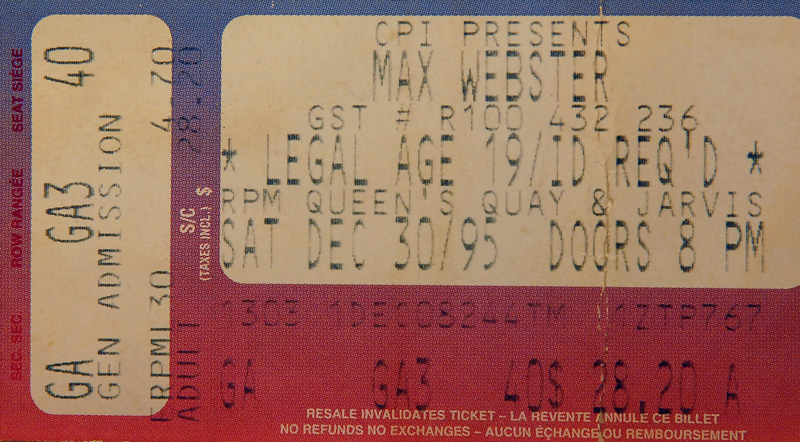 SEC. SEC. ROW RANGÉE SEAT SIÈGE
GA GA3 40
GEN ADMISSION
ERPM1230 4.70
ADULT 28.20
S/C $
(TAXES INCL.)
CPI PRESENTS
MAX WEBSTER
GST # R100 432 236
* LEGAL AGE 19/ID REQ'D *
RPM QUEEN'S QUAY & JARVIS
SAT DEC 30/95 DOORS 8 PM
1303 1DEC08244TM 1ZTP767
GA GA3 40$ 28.20 A
RESALE INVALIDATES TICKET – LA REVENTE ANNULE CE BILLET
NO REFUNDS NO EXCHANGES – AUCUN ÉCHANGE OU REMBOURSEMENT